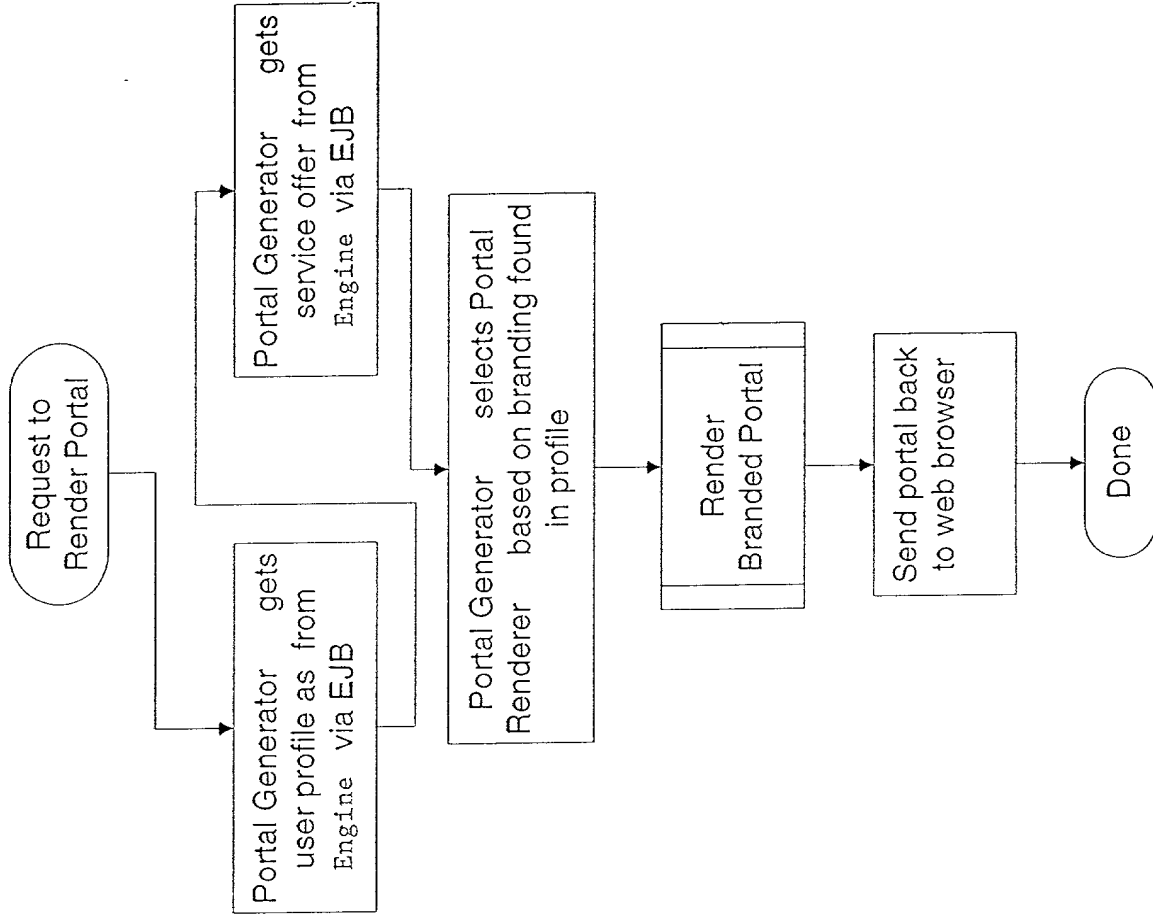 Request to
Render Portal
Portal Generator gets
user profile as from
Engine via EJB
Portal Generator gets
service offer from
Engine via EJB
Portal Generator selects Portal
Renderer based on branding found
in profile
Render
Branded Portal
Send portal back
to web browser
Done